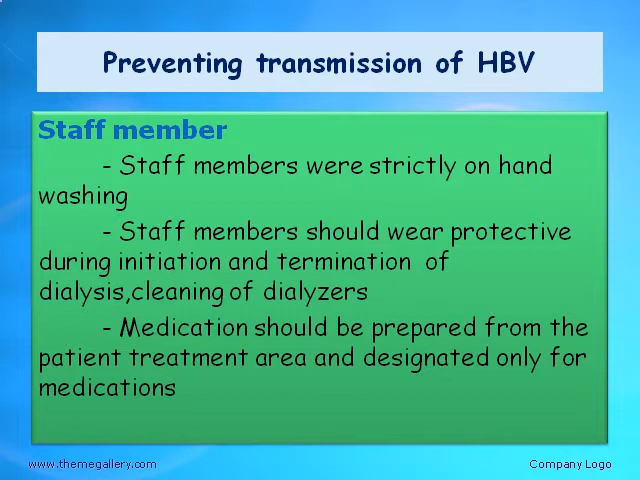 Preventing transmission of HBV
Staff member
- Staff members were strictly on hand
washing
- Staff members should wear protective
during initiation and termination of
dialysis,cleaning of dialyzers
- Medication should be prepared from the
patient treatment area and designated only for
medications
www.themegallery.com
Company Logo